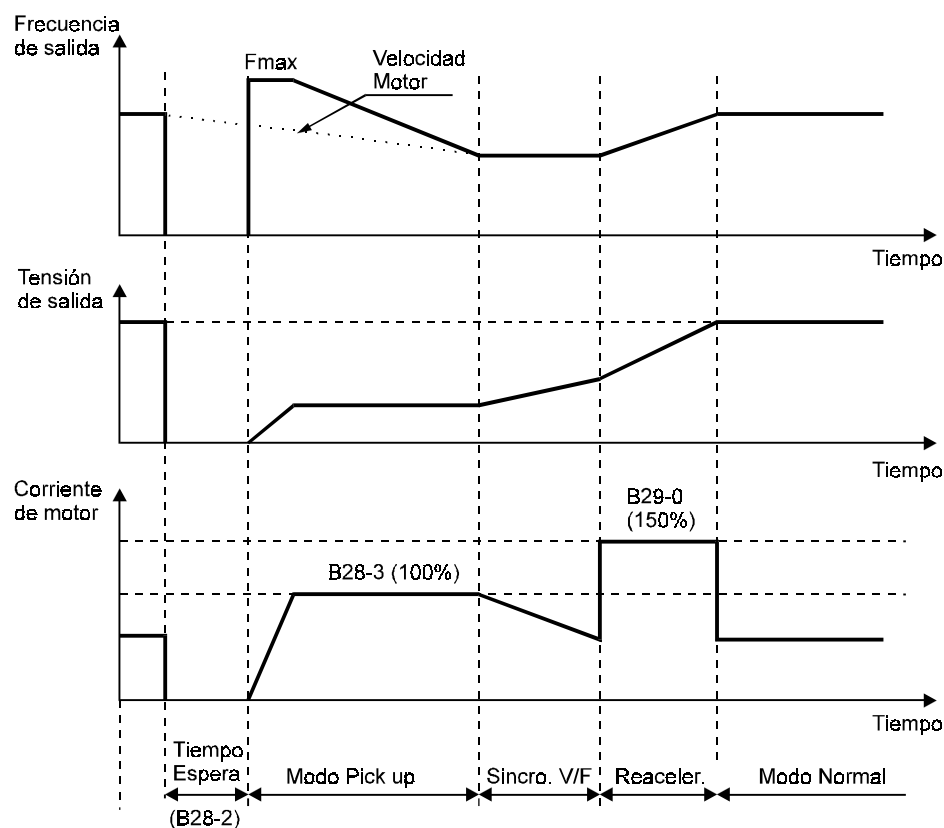 Frecuencia
de salida
Fmax
Velocidad
Motor
Tiempo
Tensión
de salida
Tiempo
Corriente
de motor
B29-0
(150%)
B28-3 (100%)
Tiempo
Tiempo
Espera
Modo Pick up
Sincro. V/F
Reaceler.
Modo Normal
(B28-2)